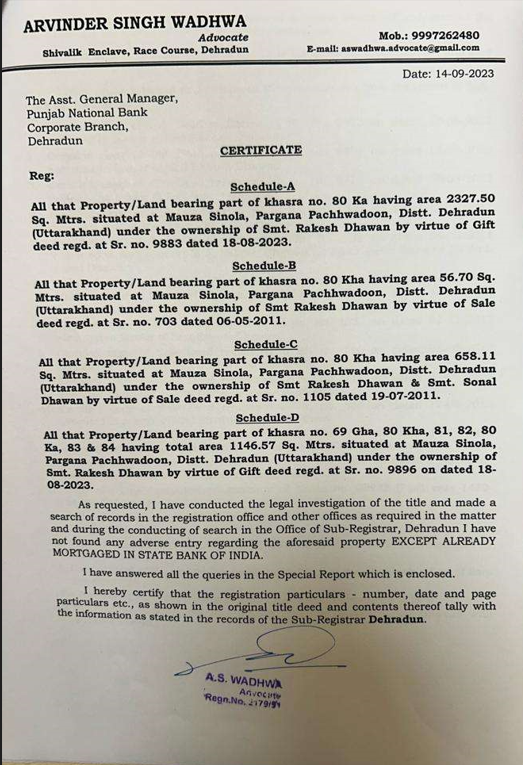 ARVINDER SINGH WADHWA
Advocate
Shivalik Enclave, Race Course, Dehradun
Mob.: 9997262480
E-mail: aswadhwa.advocate@gmail.com
Date: 14-09-2023
The Asst. General Manager,
Punjab National Bank
Corporate Branch,
Dehradun
CERTIFICATE
Reg:
Schedule-A
All that Property/Land bearing part of khasra no. 80 Ka having area 2327.50
Sq. Mtrs. situated at Mauza Sinola, Pargana Pachhwadoon, Distt. Dehradun
(Uttarakhand) under the ownership of Smt. Rakesh Dhawan by virtue of Gift
deed regd. at Sr. no. 9883 dated 18-08-2023.
Schedule-B
All that Property/Land bearing part of khasra no. 80 Kha having area 56.70 Sq.
Mtrs. situated at Mauza Sinola, Pargana Pachhwadoon, Distt. Dehradun
(Uttarakhand) under the ownership of Smt Rakesh Dhawan by virtue of Sale
deed regd. at Sr. no. 703 dated 06-05-2011.
Schedule-C
All that Property/Land bearing part of khasra no. 80 Kha having area 658.11
Sq. Mtrs. situated at Mauza Sinola, Pargana Pachhwadoon, Distt. Dehradun
(Uttarakhand) under the ownership of Smt Rakesh Dhawan & Smt. Sonal
Dhawan by virtue of Sale deed regd. at Sr. no. 1105 dated 19-07-2011.
Schedule-D
All that Property/Land bearing part of khasra no. 69 Gha, 80 Kha, 81, 82, 80
Ka, 83 & 84 having total area 1146.57 Sq. Mtrs. situated at Mauza Sinola,
Pargana Pachhwadoon, Distt. Dehradun (Uttarakhand) under the ownership of
Smt. Rakesh Dhawan by virtue of Gift deed regd. at Sr. no. 9896 on dated 18-
08-2023.
As requested, I have conducted the legal investigation of the title and made a
search of records in the registration office and other offices as required in the matter
and during the conducting of search in the Office of Sub-Registrar, Dehradun I have
not found any adverse entry regarding the aforesaid property EXCEPT ALREADY
MORTGAGED IN STATE BANK OF INDIA.
I have answered all the queries in the Special Report which is enclosed.
I hereby certify that the registration particulars - number, date and page
particulars etc., as shown in the original title deed and contents thereof tally with
the information as stated in the records of the Sub-Registrar Dehradun.
A.S. WADHWA
Advocate
Regn.No. 2179/91